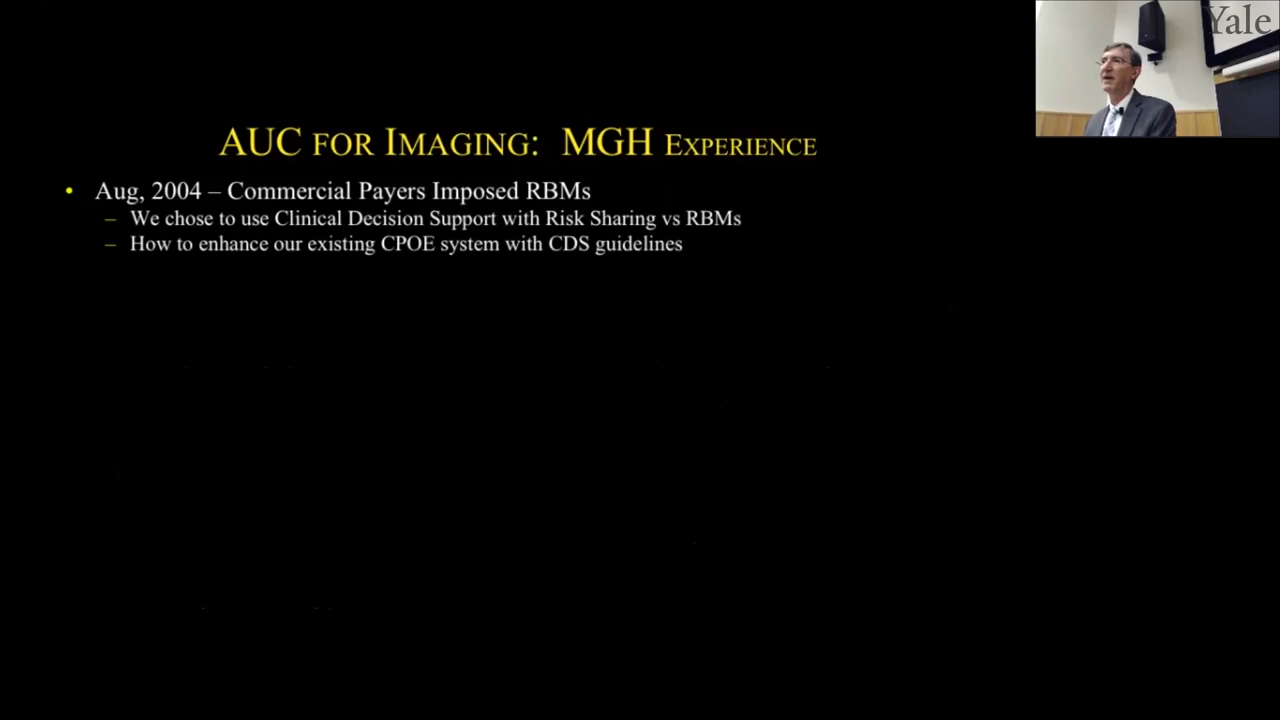 Yale
AUC FOR IMAGING: MGH EXPERIENCE
• Aug, 2004 – Commercial Payers Imposed RBMs
– We chose to use Clinical Decision Support with Risk Sharing vs RBMs
– How to enhance our existing CPOE system with CDS guidelines